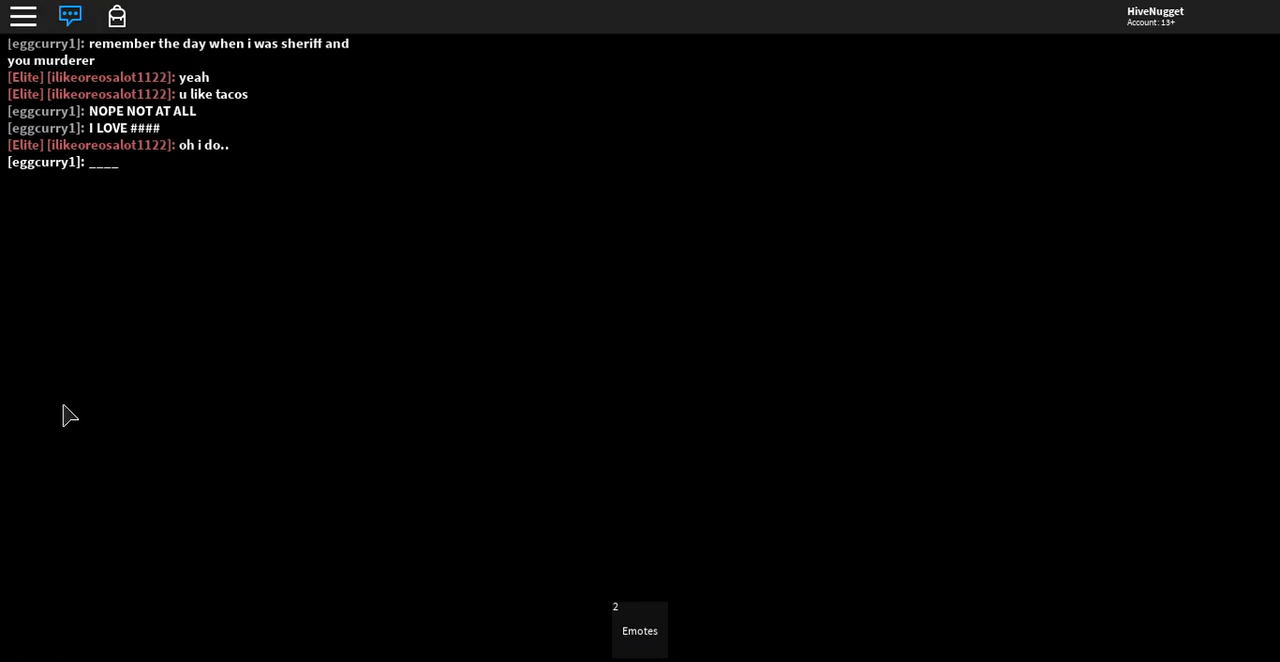 HiveNugget
Account: 13+
[eggcurry1]: remember the day when i was sheriff and
you murderer
[Elite] [ilikeoreosalot1122]: yeah
[Elite] [ilikeoreosalot1122]: u like tacos
[eggcurry1]: NOPE NOT AT ALL
[eggcurry1]: I LOVE ####
[Elite] [ilikeoreosalot1122]: oh i do..
[eggcurry1]: ____
2
Emotes